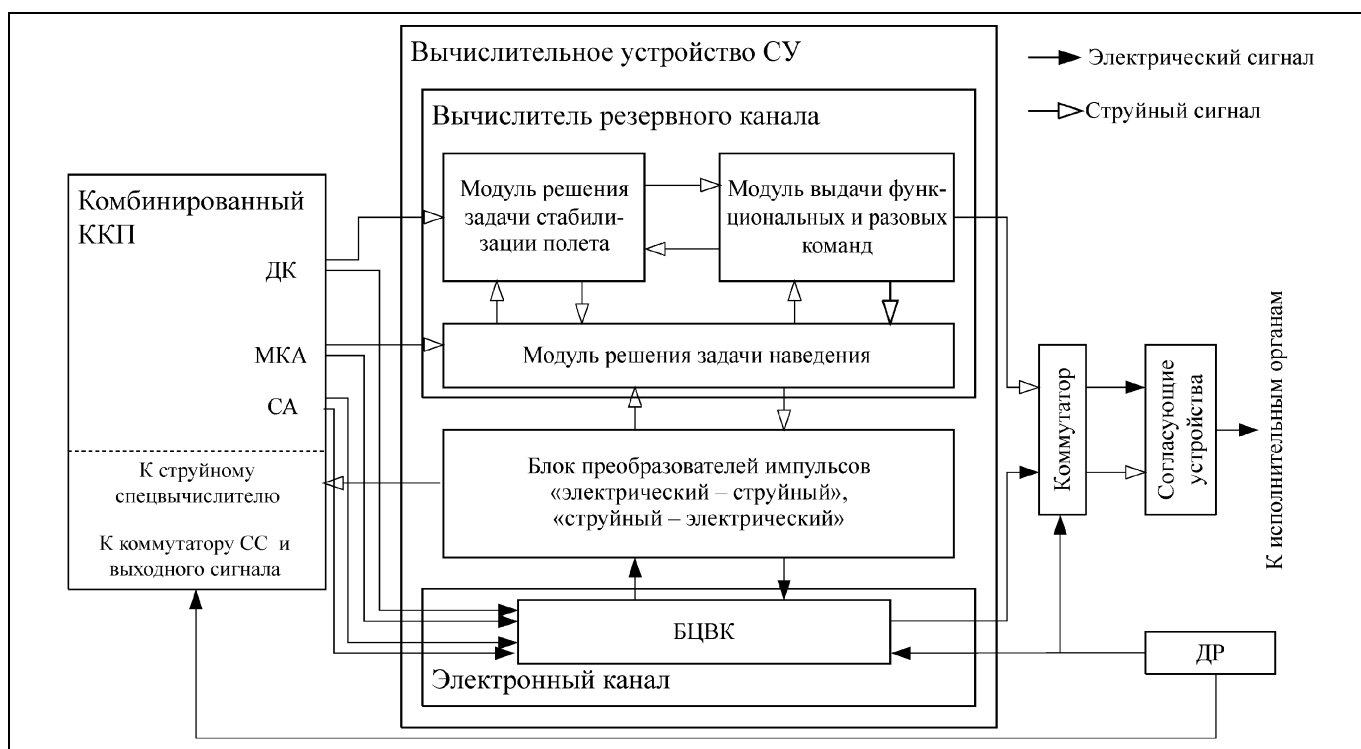 Вычислительное устройство СУ
Электрический сигнал
Струйный сигнал
Вычислитель резервного канала
Модуль решения
задачи стабили-
зации полета
Модуль выдачи функ-
циональных и разовых
команд
Комбинированный
ККП
ДК
МКА
СА
К струйному
спецвычислителю
К коммутатору СС и
выходного сигнала
Модуль решения задачи наведения
Блок преобразователей импульсов
«электрический – струйный»,
«струйный – электрический»
БЦВК
Электронный канал
Коммутатор
Согласующие
устройства
К исполнительным органам
ДР